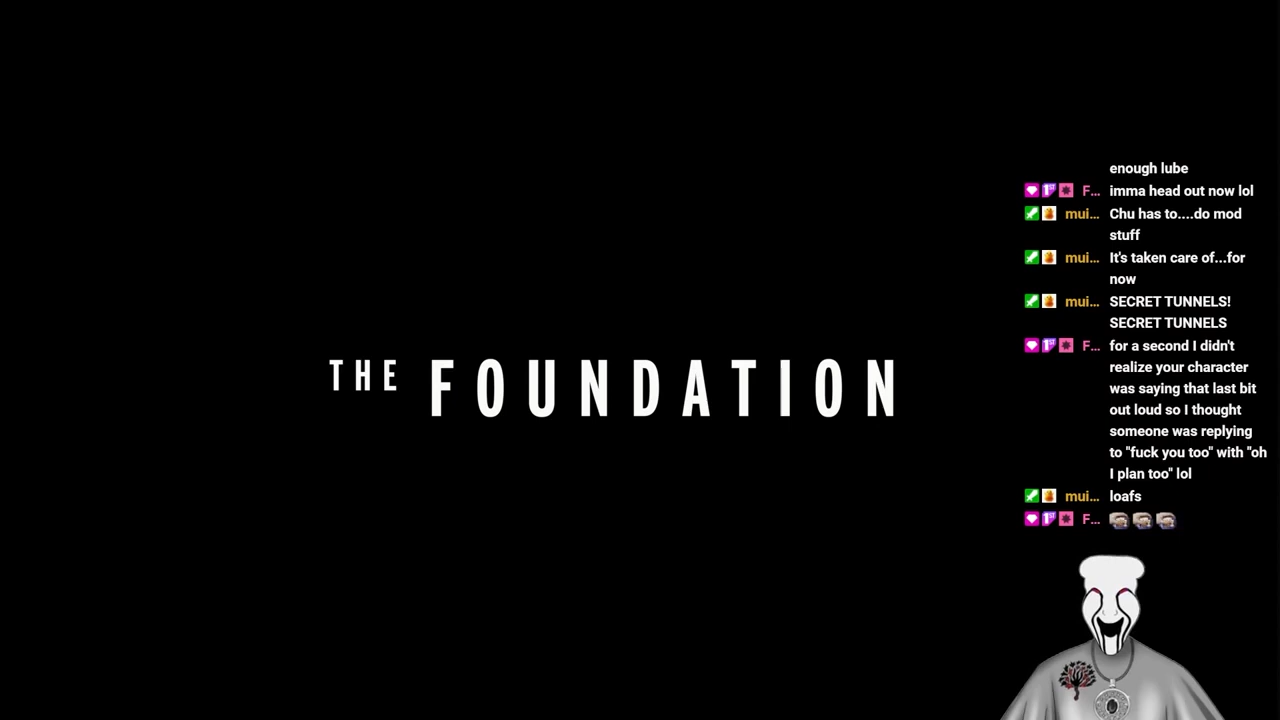 THE FOUNDATION
enough lube
F... imma head out now lol
mui... Chu has to....do mod
stuff
mui... It's taken care of...for
now
mui... SECRET TUNNELS!
SECRET TUNNELS
F... for a second I didn't
realize your character
was saying that last bit
out loud so I thought
someone was replying
to "fuck you too" with "oh
I plan too" lol
mui... loafs
F...